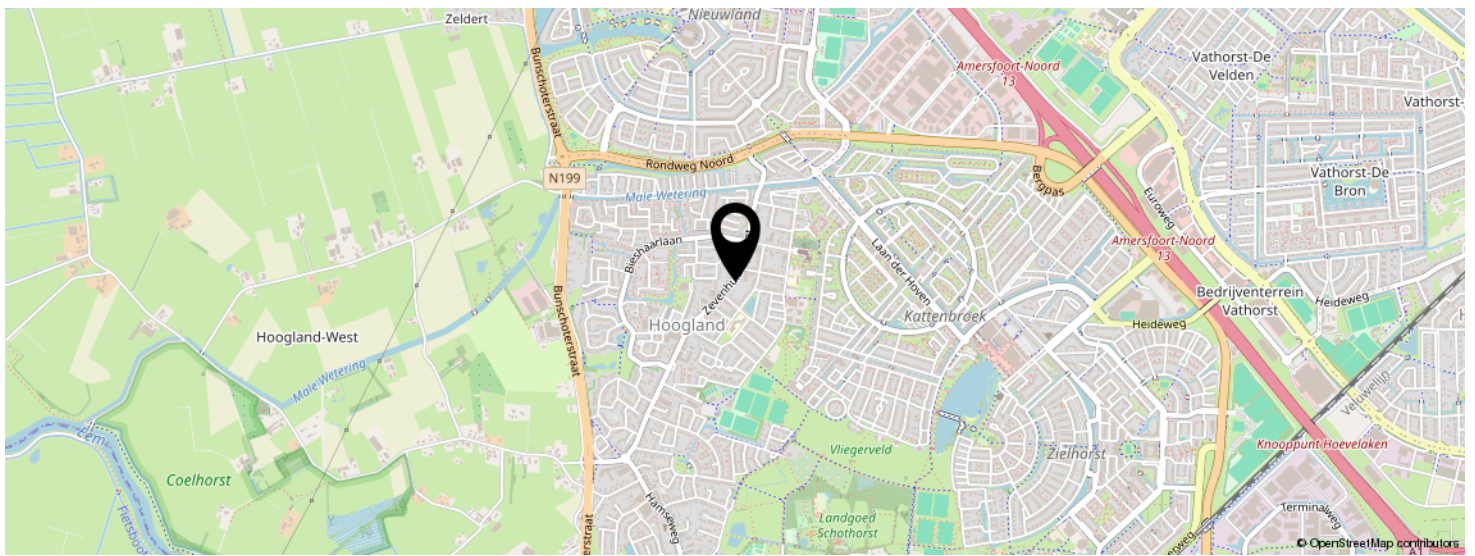 Zeldert
Nieuwland
Bunschoterstraat
Amersfoort-Noord
13
Vathorst-De
Velden
Vathorst-
Rondweg Noord
N199
Male Wetering
Bergpas
Euroweg
Vathorst-De
Bron
Bieshaarlaan
Laan der Hoven
Amersfoort-Noord
13
Bedrijventerrein
Vathorst
Heideweg
Kattenbroek
Heideweg
Hoogland
Hoogland-West
Bunschoterstraat
Male Wetering
Veluwelijn
Eem
Coelhorst
Vliegerveld
Zielhorst
Knooppunt Hoevelaken
Hamseweg
Landgoed
Schothorst
Terminalweg
© OpenStreetMap contributors